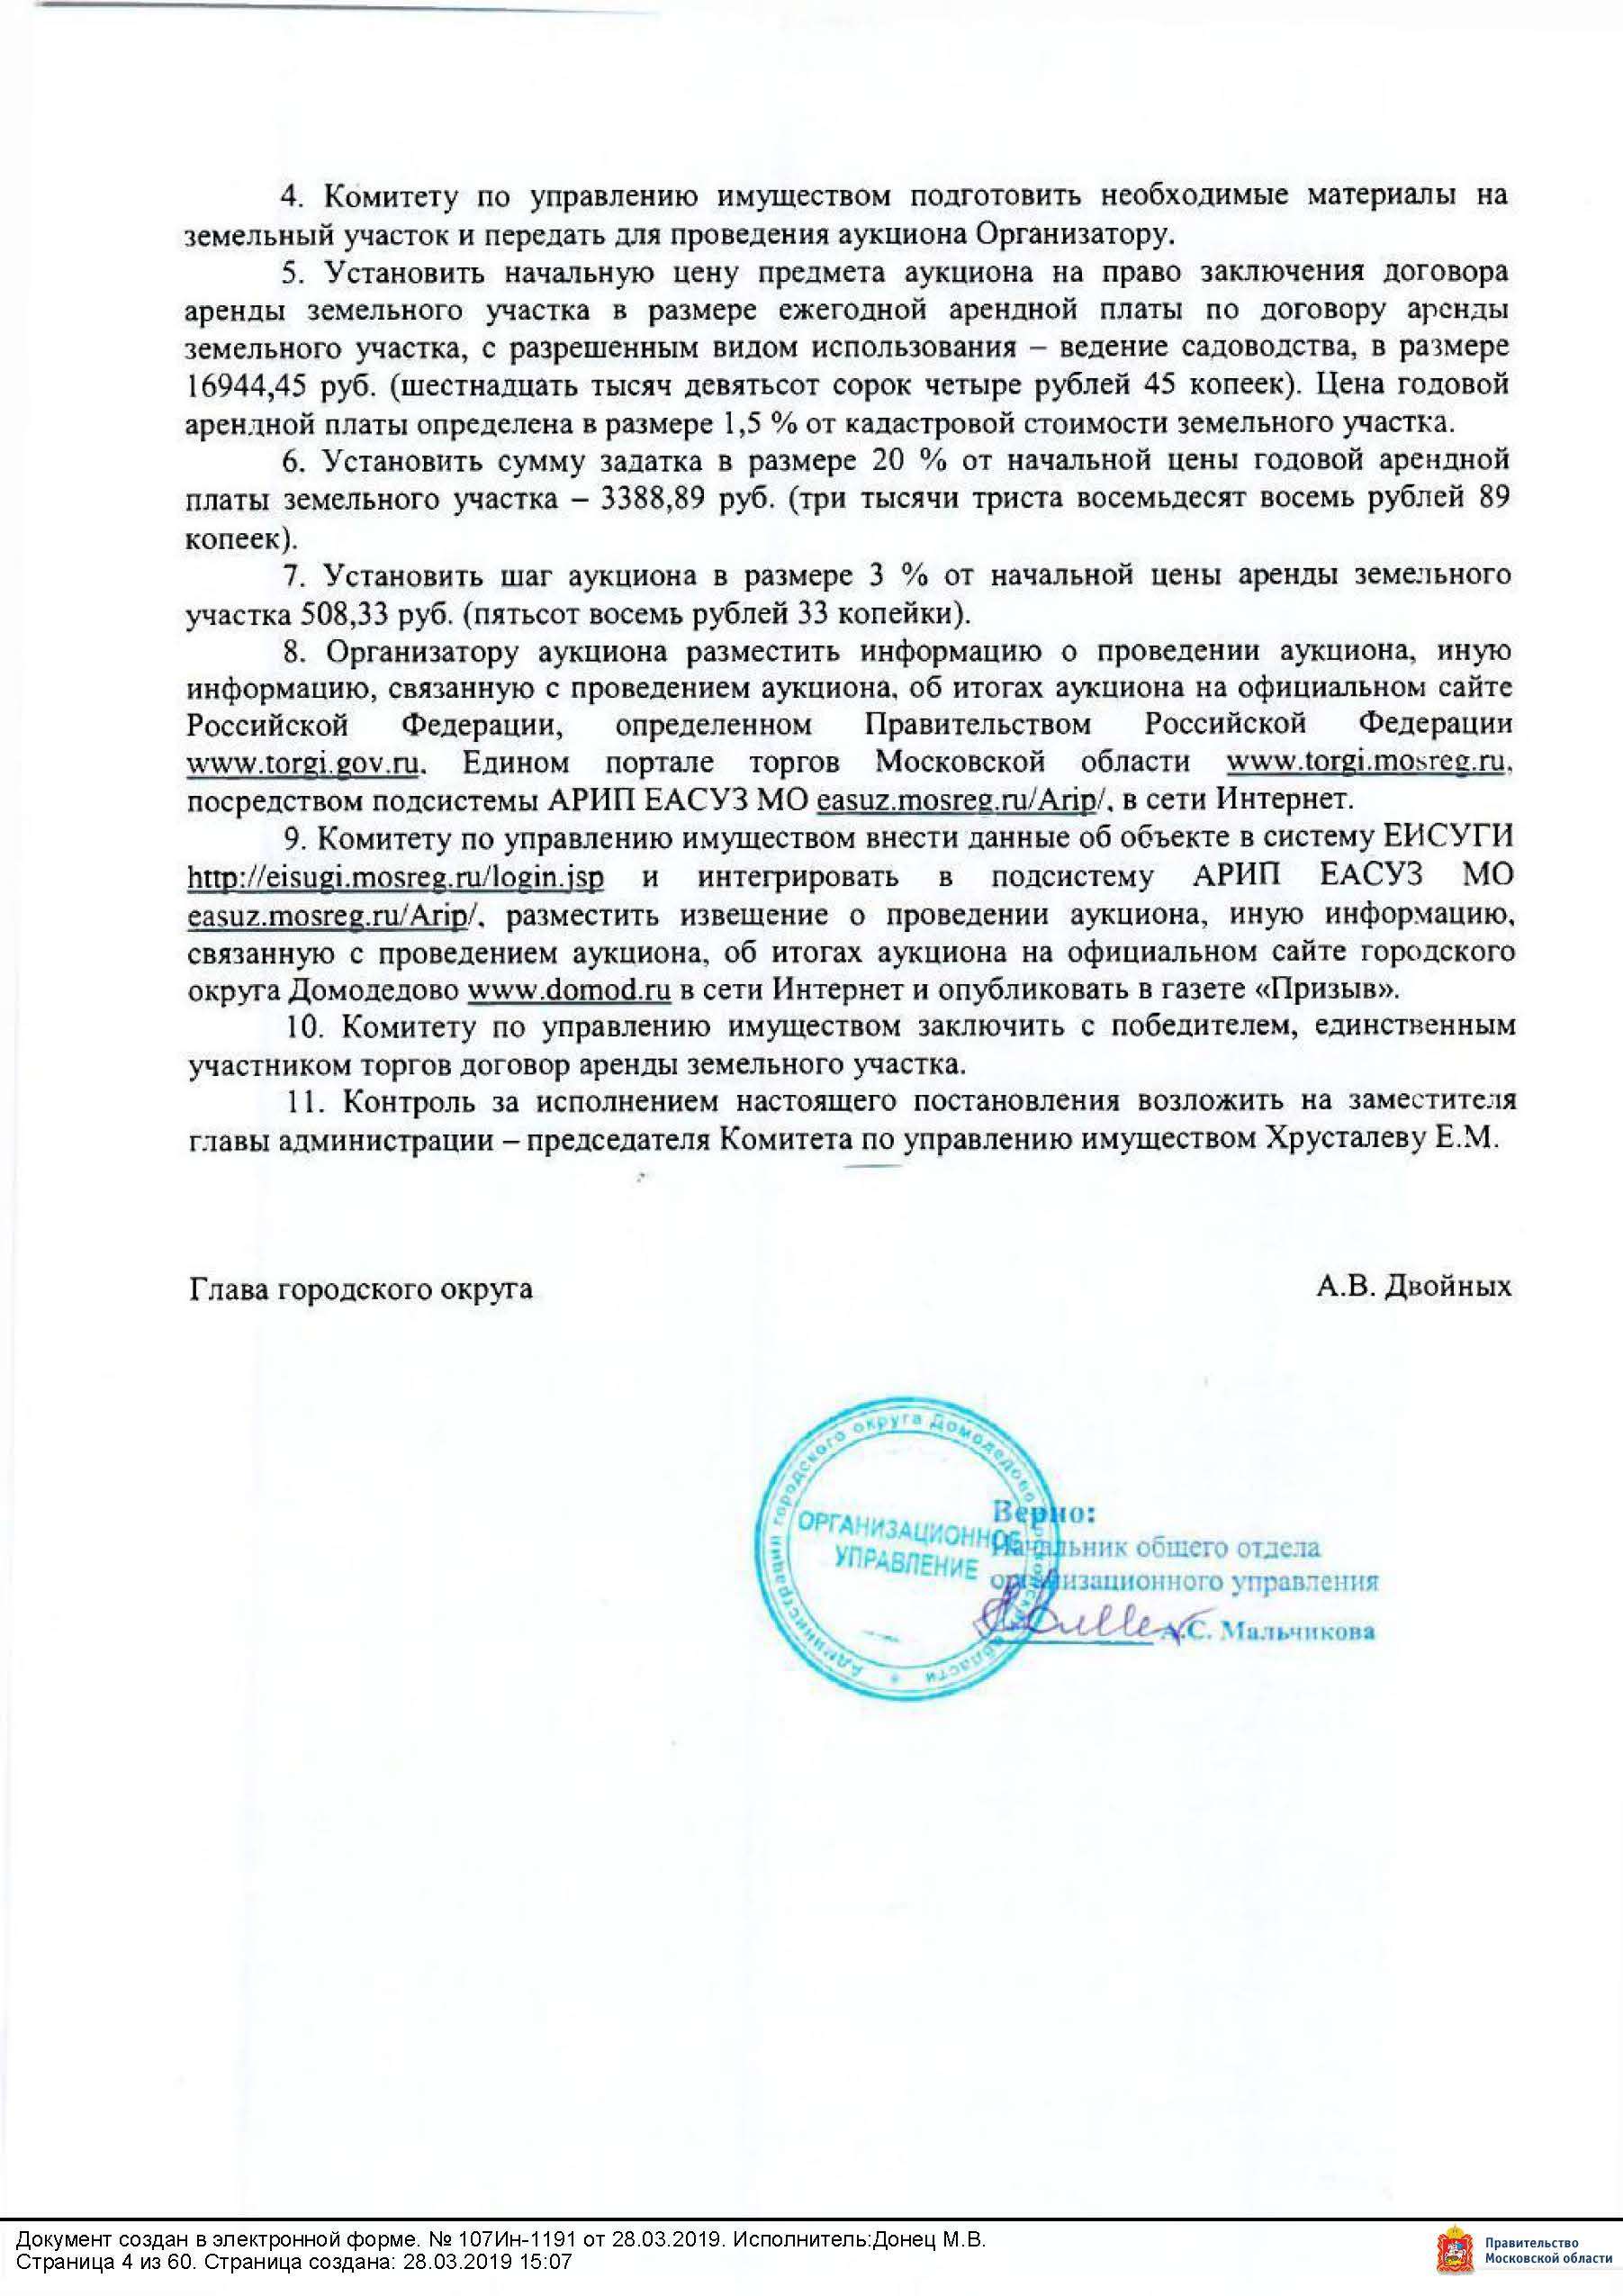 4. Комитету по управлению имуществом подготовить необходимые материалы на
земельный участок и передать для проведения аукциона Организатору.
5. Установить начальную цену предмета аукциона на право заключения договора
аренды земельного участка в размере ежегодной арендной платы по договору аренды
земельного участка, с разрешенным видом использования – ведение садоводства, в размере
16944,45 руб. (шестнадцать тысяч девятьсот сорок четыре рублей 45 копеек). Цена годовой
арендной платы определена в размере 1,5 % от кадастровой стоимости земельного участка.
6. Установить сумму задатка в размере 20 % от начальной цены годовой арендной
платы земельного участка – 3388,89 руб. (три тысячи триста восемьдесят восемь рублей 89
копеек).
7. Установить шаг аукциона в размере 3 % от начальной цены аренды земельного
участка 508,33 руб. (пятьсот восемь рублей 33 копейки).
8. Организатору аукциона разместить информацию о проведении аукциона, иную
информацию, связанную с проведением аукциона, об итогах аукциона на официальном сайте
Российской Федерации, определенном Правительством Российской Федерации
www.torgi.gov.ru, Едином портале торгов Московской области www.torgi.mosreg.ru,
посредством подсистемы АРИП ЕАСУЗ МО easuz.mosreg.ru/Arip/, в сети Интернет.
9. Комитету по управлению имуществом внести данные об объекте в систему ЕИСУГИ
http://eisugi.mosreg.ru/login.jsp и интегрировать в подсистему АРИП ЕАСУЗ МО
easuz.mosreg.ru/Arip/, разместить извещение о проведении аукциона, иную информацию,
связанную с проведением аукциона, об итогах аукциона на официальном сайте городского
округа Домодедово www.domod.ru в сети Интернет и опубликовать в газете «Призыв».
10. Комитету по управлению имуществом заключить с победителем, единственным
участником торгов договор аренды земельного участка.
11. Контроль за исполнением настоящего постановления возложить на заместителя
главы администрации – председателя Комитета по управлению имуществом Хрусталеву Е.М.
Глава городского округа А.В. Двойных
Администрация городского округа Домодедово Московской области
ОРГАНИЗАЦИОННОЕ
УПРАВЛЕНИЕ
Верно:
Начальник общего отдела
организационного управления
А.С. Мальчикова
Документ создан в электронной форме. № 107Ин-1191 от 28.03.2019. Исполнитель:Донец М.В.
Страница 4 из 60. Страница создана: 28.03.2019 15:07
Правительство
Московской области